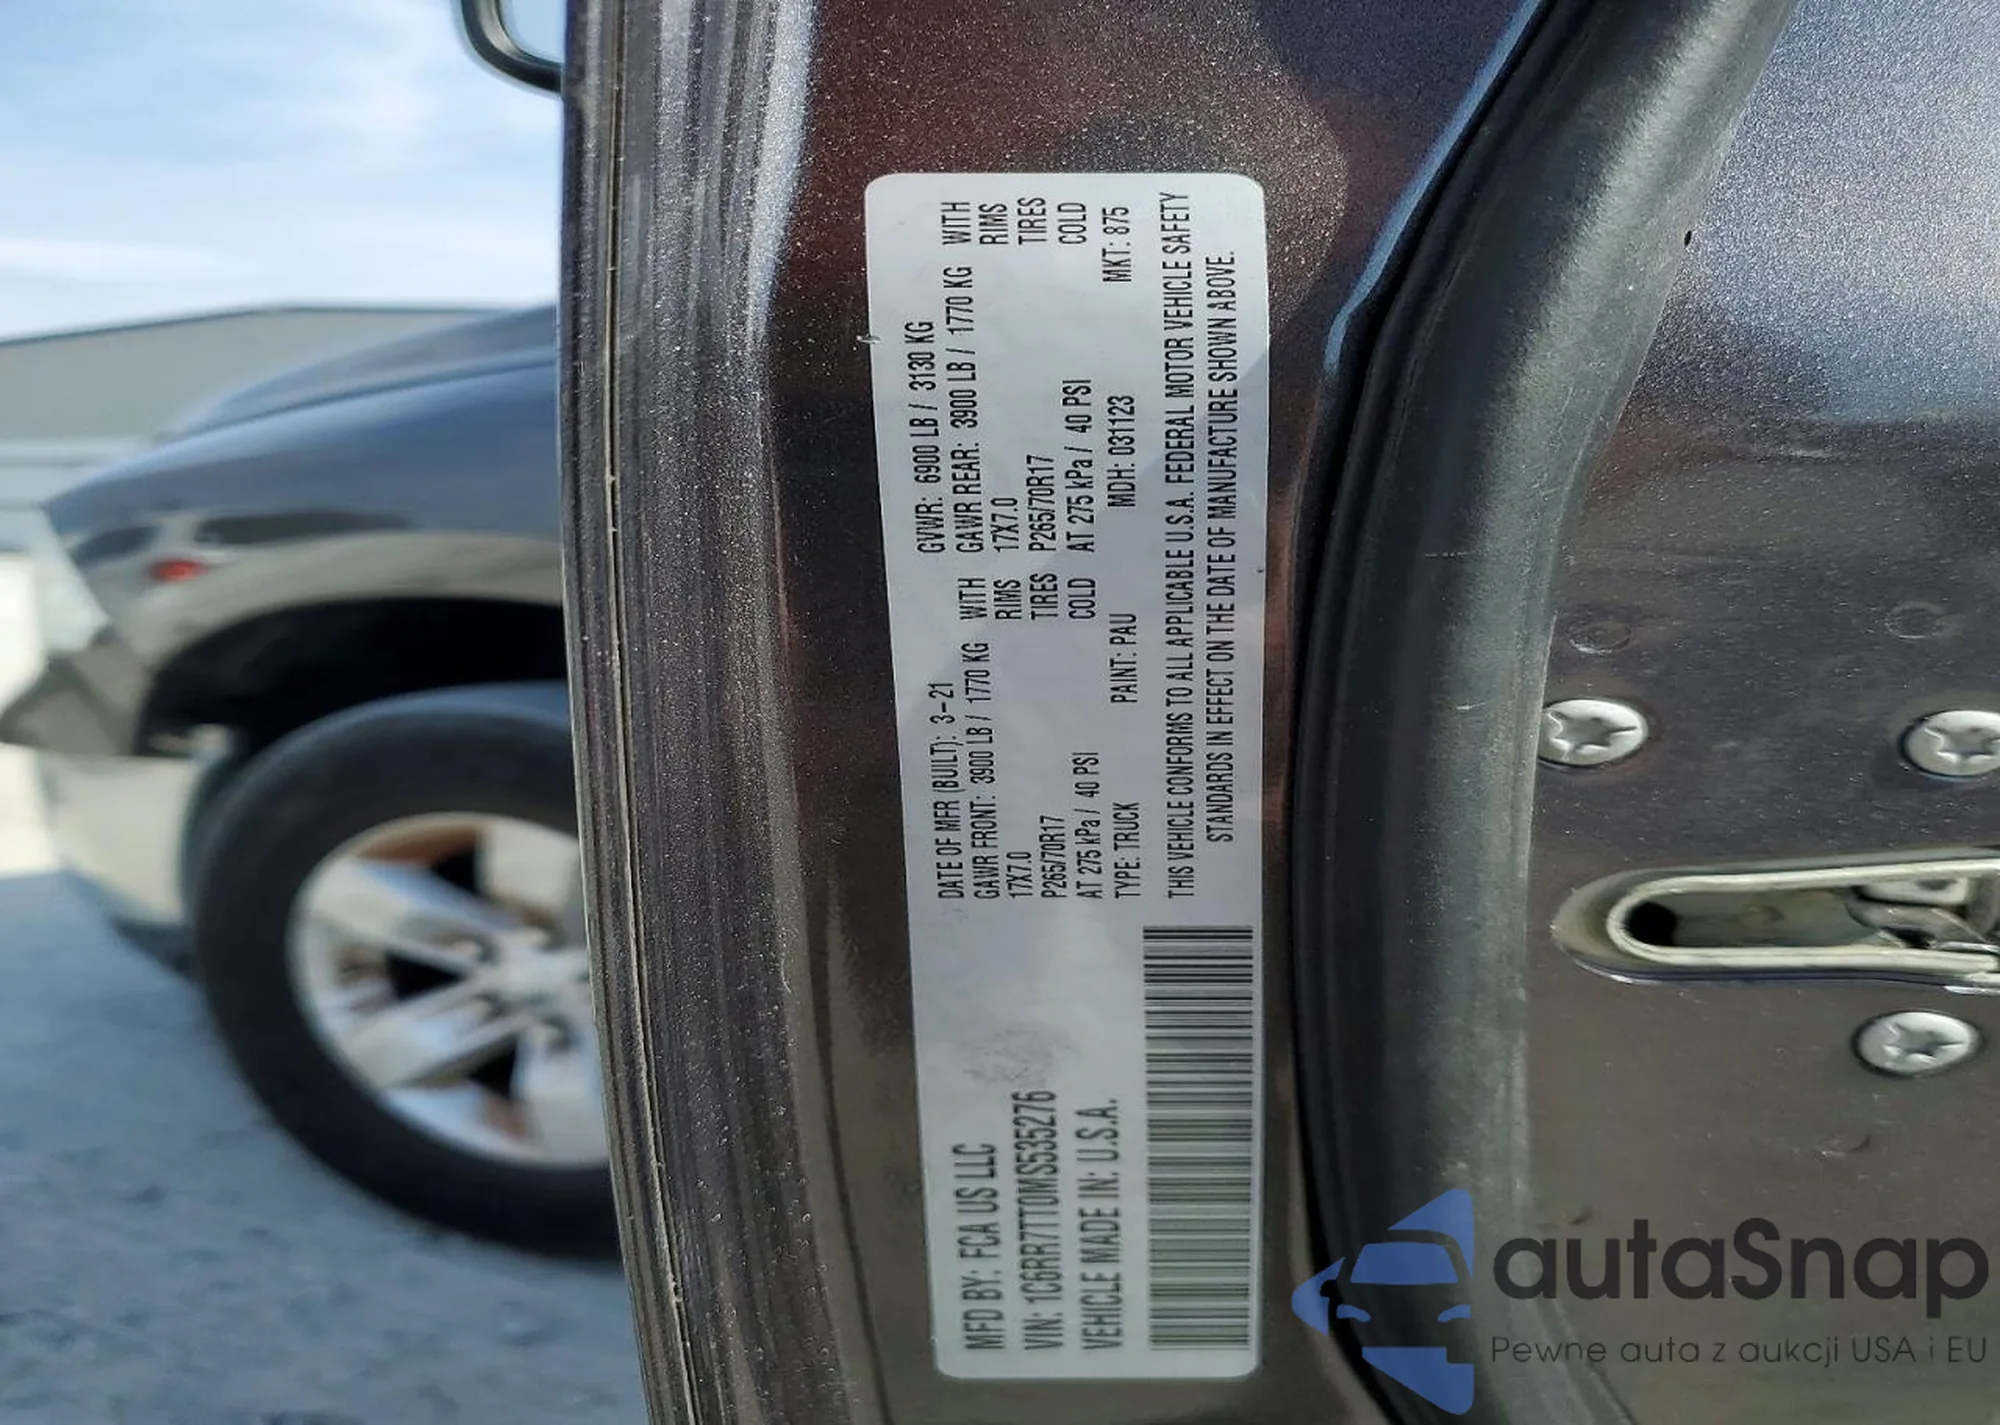 MFD BY: FCA US LLC
VIN: 1C6RR7TT0MS535276
VEHICLE MADE IN: U.S.A.
DATE OF MFR (BUILT): 3-21
GVWR: 6900 LB / 3130 KG
GAWR FRONT: 3900 LB / 1770 KG WITH
17X7.0 RIMS
P265/70R17 TIRES
AT 275 kPa / 40 PSI COLD
GAWR REAR: 3900 LB / 1770 KG WITH
17X7.0 RIMS
P265/70R17 TIRES
AT 275 kPa / 40 PSI COLD
TYPE: TRUCK PAINT: PAU MDH: 031123 MKT: 875
THIS VEHICLE CONFORMS TO ALL APPLICABLE U.S.A. FEDERAL MOTOR VEHICLE SAFETY
STANDARDS IN EFFECT ON THE DATE OF MANUFACTURE SHOWN ABOVE.
autaSnap
Pewne auta z aukcji USA i EU